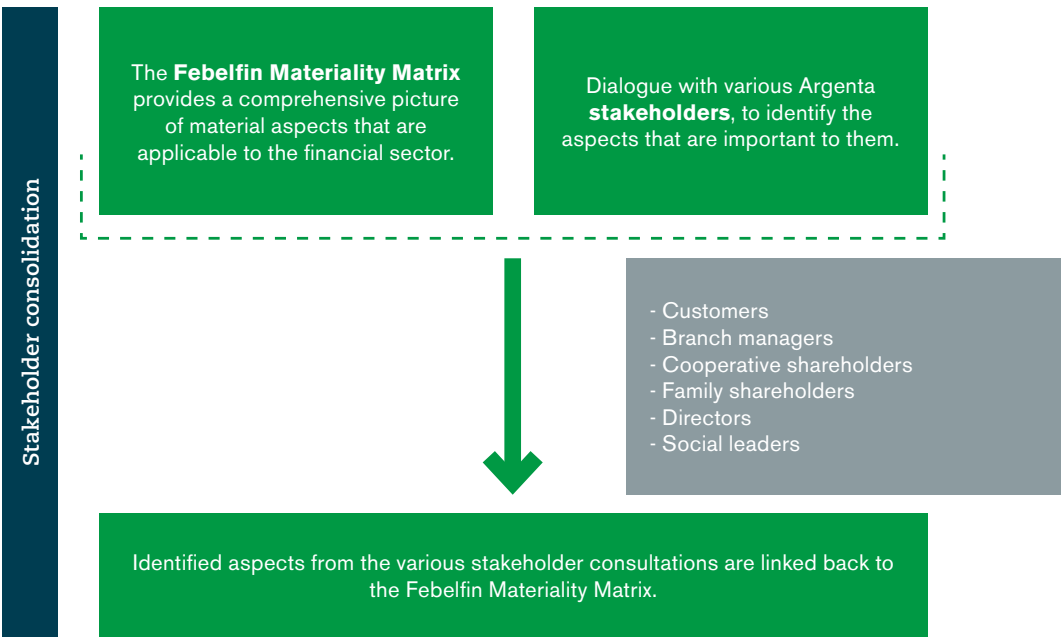 Stakeholder consolidation
The Febelfin Materiality Matrix
provides a comprehensive picture
of material aspects that are
applicable to the financial sector.
Dialogue with various Argenta
stakeholders, to identify the
aspects that are important to them.
- Customers
- Branch managers
- Cooperative shareholders
- Family shareholders
- Directors
- Social leaders
Identified aspects from the various stakeholder consultations are linked back to
the Febelfin Materiality Matrix.